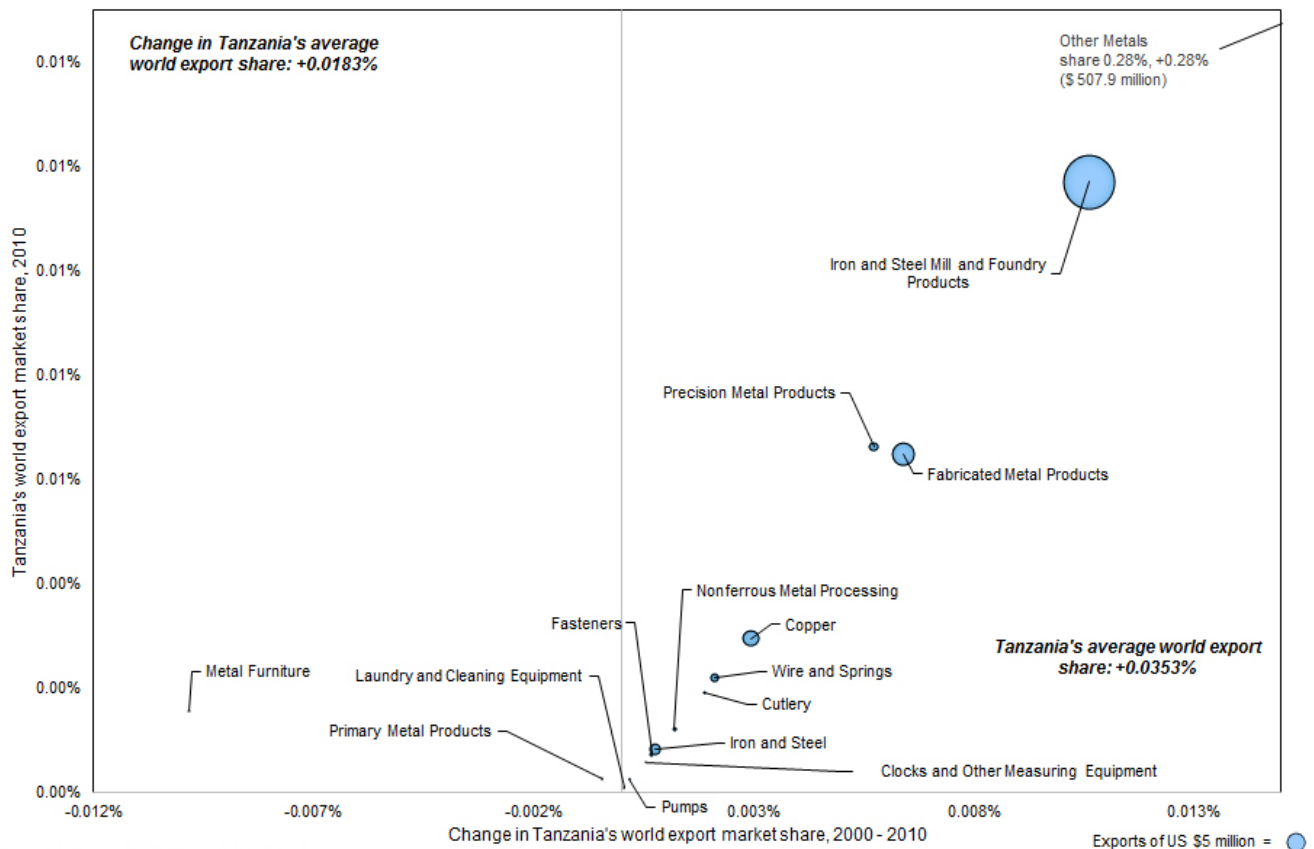 Change in Tanzania's average
world export share: +0.0183%
Other Metals
share 0.28%, +0.28%
($ 507.9 million)
0.01%
0.01%
0.01%
0.01%
0.01%
0.00%
0.00%
0.00%
Tanzania's world export market share, 2010
Iron and Steel Mill and Foundry
Products
Precision Metal Products
Fabricated Metal Products
Nonferrous Metal Processing
Fasteners
Copper
Tanzania's average world export
share: +0.0353%
Metal Furniture
Laundry and Cleaning Equipment
Wire and Springs
Cutlery
Primary Metal Products
Iron and Steel
Clocks and Other Measuring Equipment
Pumps
-0.012%
-0.007%
-0.002%
0.003%
0.008%
0.013%
Change in Tanzania's world export market share, 2000 - 2010
Exports of US $5 million =